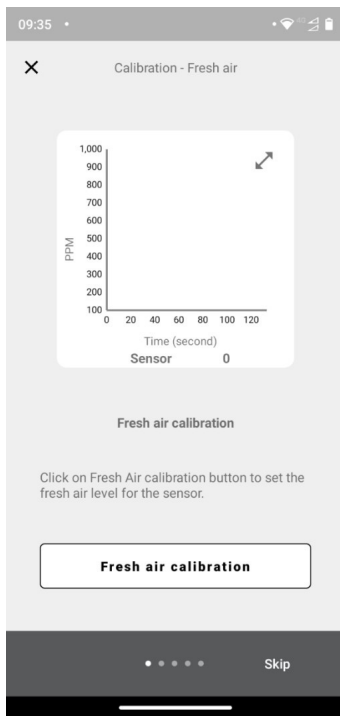 09:35
Calibration - Fresh air
1,000
900
800
700
600
500
400
300
200
100
PPM
0 20 40 60 80 100 120
Time (second)
Sensor 0
Fresh air calibration
Click on Fresh Air calibration button to set the
fresh air level for the sensor.
Fresh air calibration
Skip